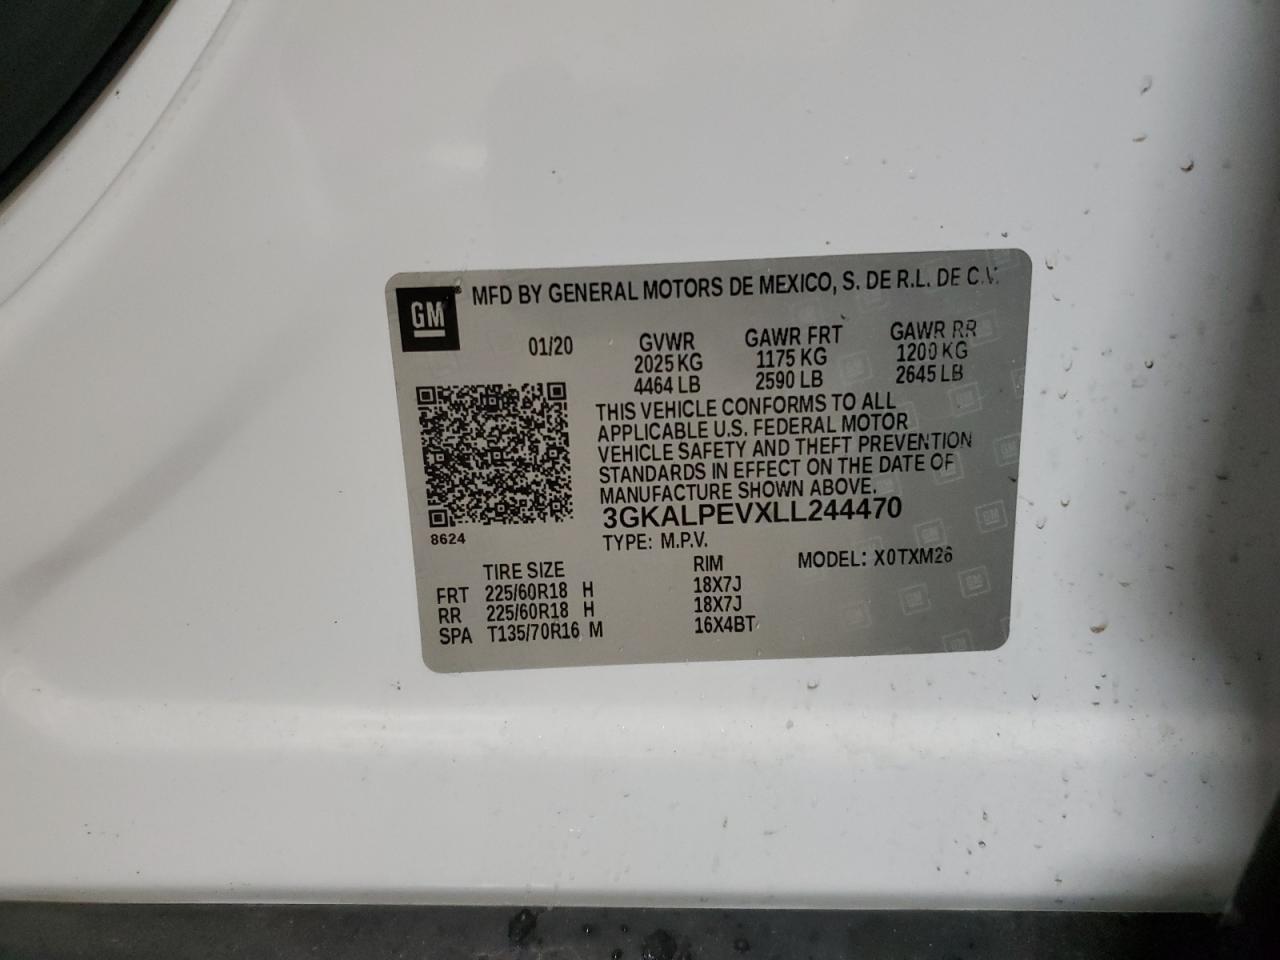 GM® MFD BY GENERAL MOTORS DE MEXICO, S. DE R.L. DE C.V.
01/20
GVWR GAWR FRT GAWR RR
2025 KG 1175 KG 1200 KG
4464 LB 2590 LB 2645 LB
THIS VEHICLE CONFORMS TO ALL
APPLICABLE U.S. FEDERAL MOTOR
VEHICLE SAFETY AND THEFT PREVENTION
STANDARDS IN EFFECT ON THE DATE OF
MANUFACTURE SHOWN ABOVE.
3GKALPEVXLL244470
8624
TYPE: M.P.V.
MODEL: X0TXM26
TIRE SIZE RIM
FRT 225/60R18 H 18X7J
RR 225/60R18 H 18X7J
SPA T135/70R16 M 16X4BT